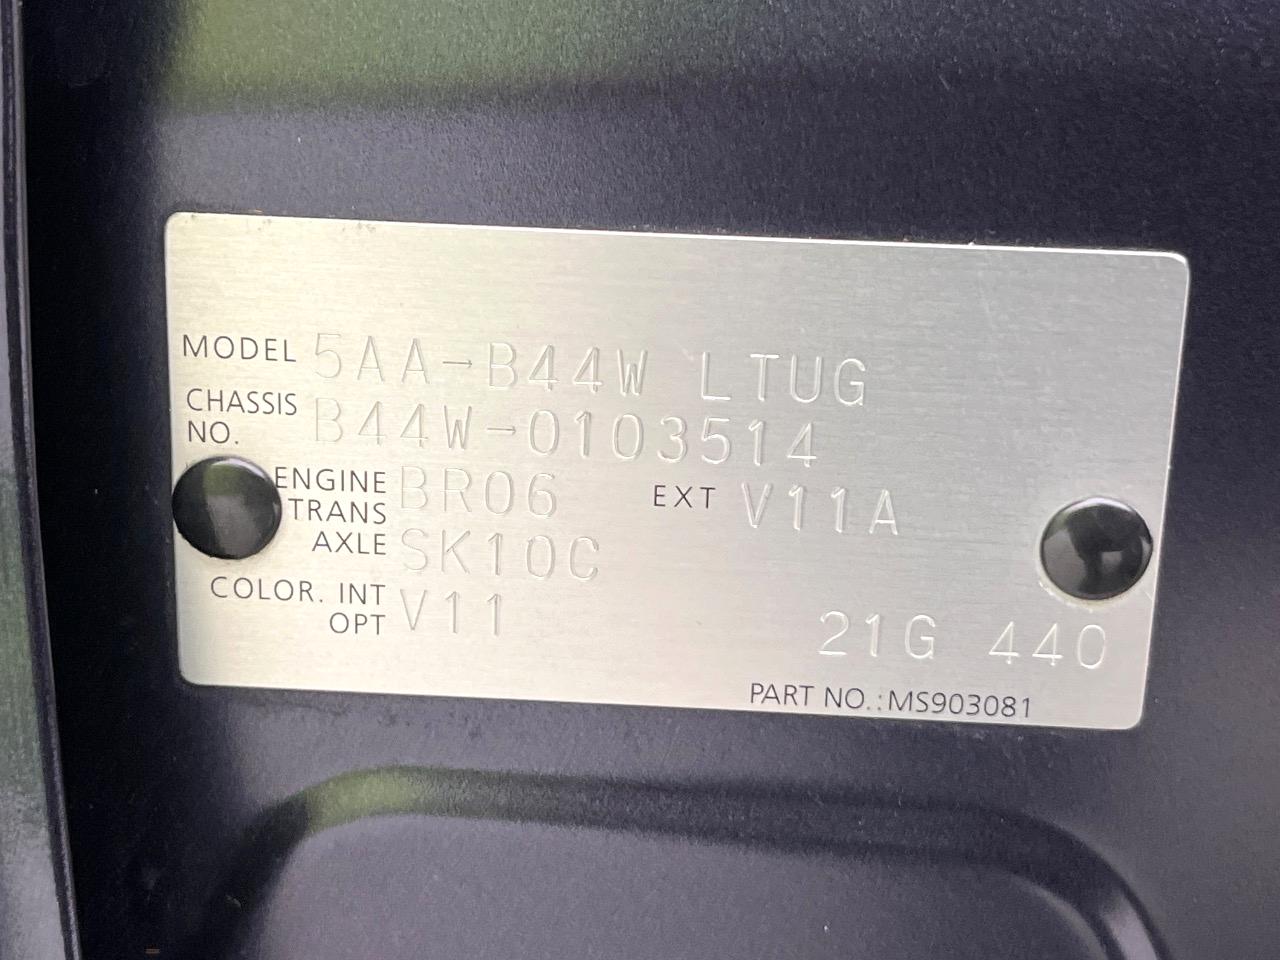 MODEL 5AA-B44W LTUG
CHASSIS NO. B44W-0103514
ENGINE BR06 EXT V11A
TRANS
AXLE SK10C
COLOR. INT V11
OPT
21G 440
PART NO.:MS903081